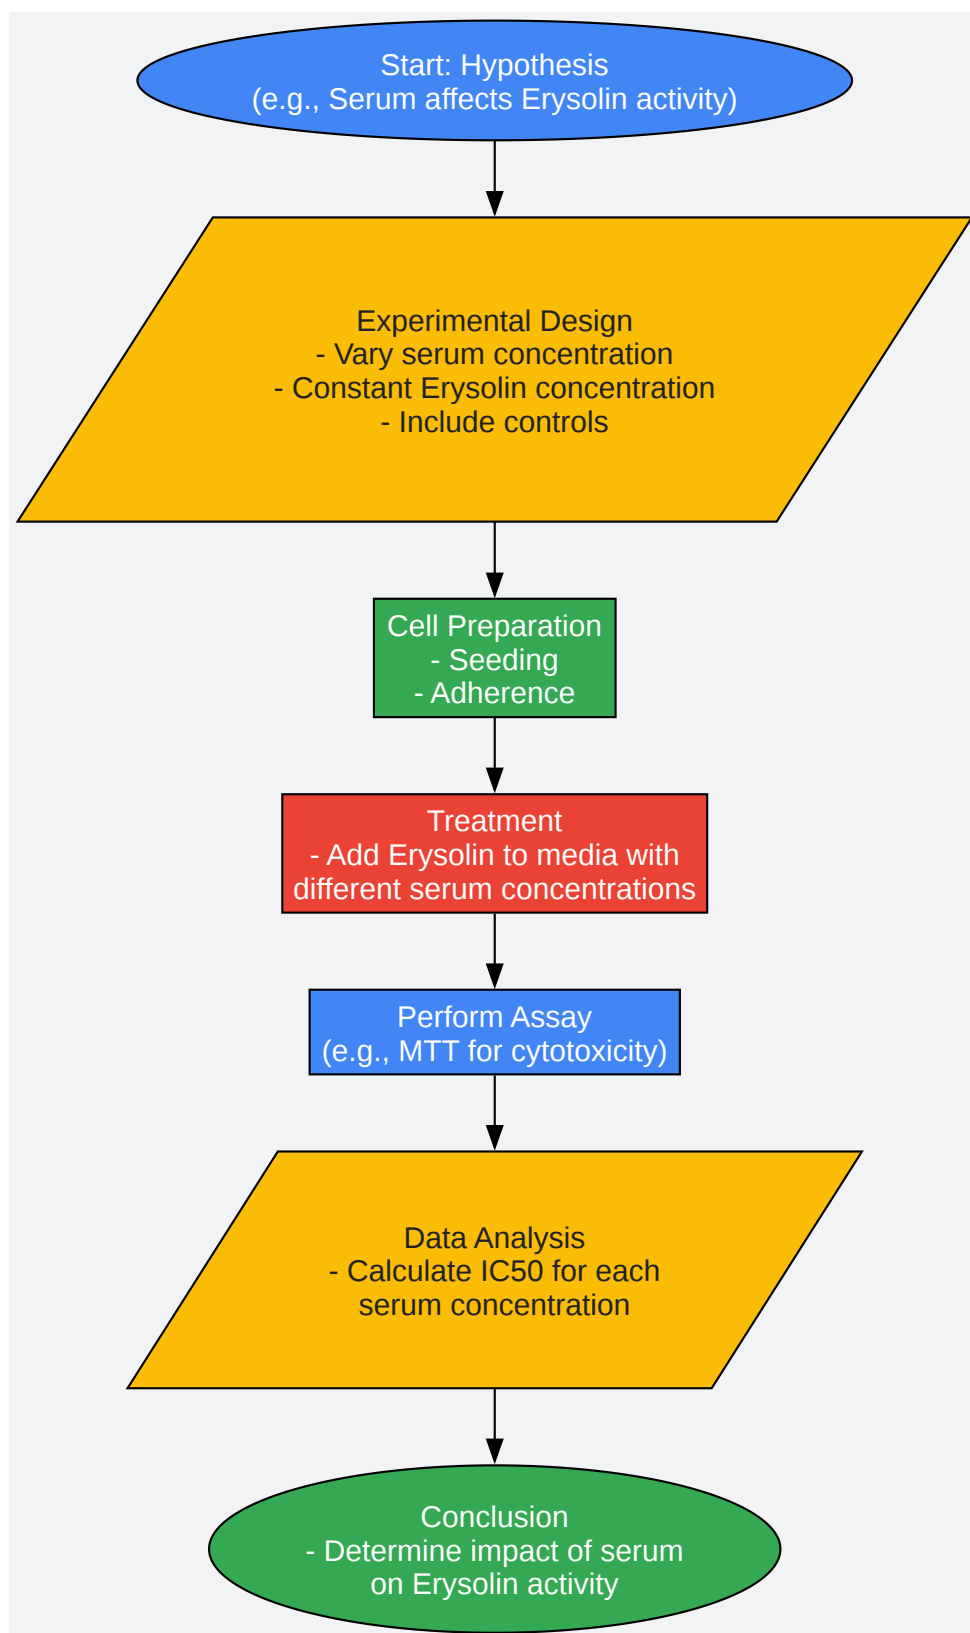 Start: Hypothesis
(e.g., Serum affects Erysolin activity)
Experimental Design
- Vary serum concentration
- Constant Erysolin concentration
- Include controls
Cell Preparation
- Seeding
- Adherence
Treatment
- Add Erysolin to media with
different serum concentrations
Perform Assay
(e.g., MTT for cytotoxicity)
Data Analysis
- Calculate IC50 for each
serum concentration
Conclusion
- Determine impact of serum
on Erysolin activity